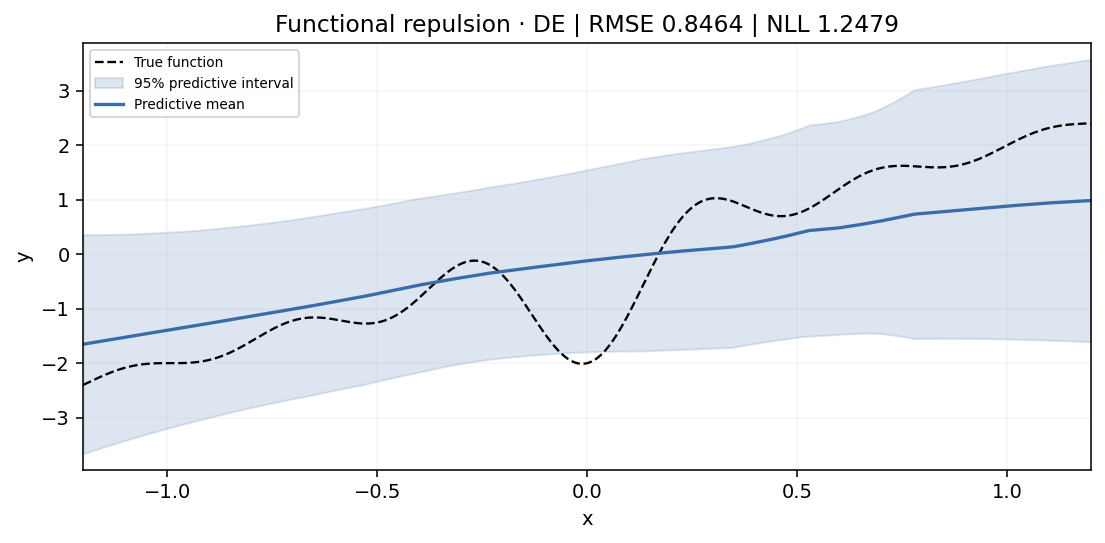 Functional repulsion · DE | RMSE 0.8464 | NLL 1.2479
True function
95% predictive interval
Predictive mean
3
2
1
0
−1
−2
−3
y
−1.0
−0.5
0.0
0.5
1.0
x